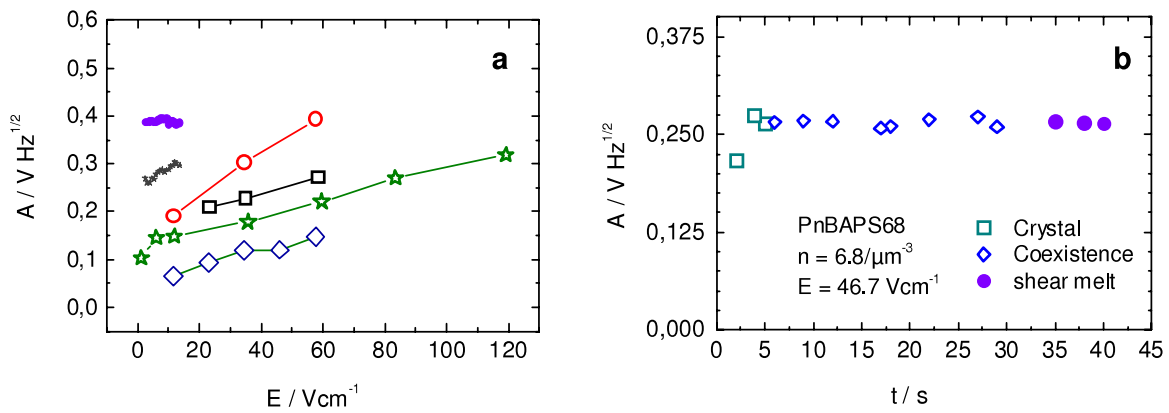 a
0,6
0,5
0,4
0,3
0,2
0,1
0,0
A / V Hz^{1/2}
0
20
40
60
80
100
120
E / Vcm^{-1}
b
0,375
0,250
0,125
0,000
A / V Hz^{1/2}
PnBAPS68
n = 6.8/µm^{-3}
E = 46.7 Vcm^{-1}
Crystal
Coexistence
shear melt
0
5
10
15
20
25
30
35
40
45
t / s